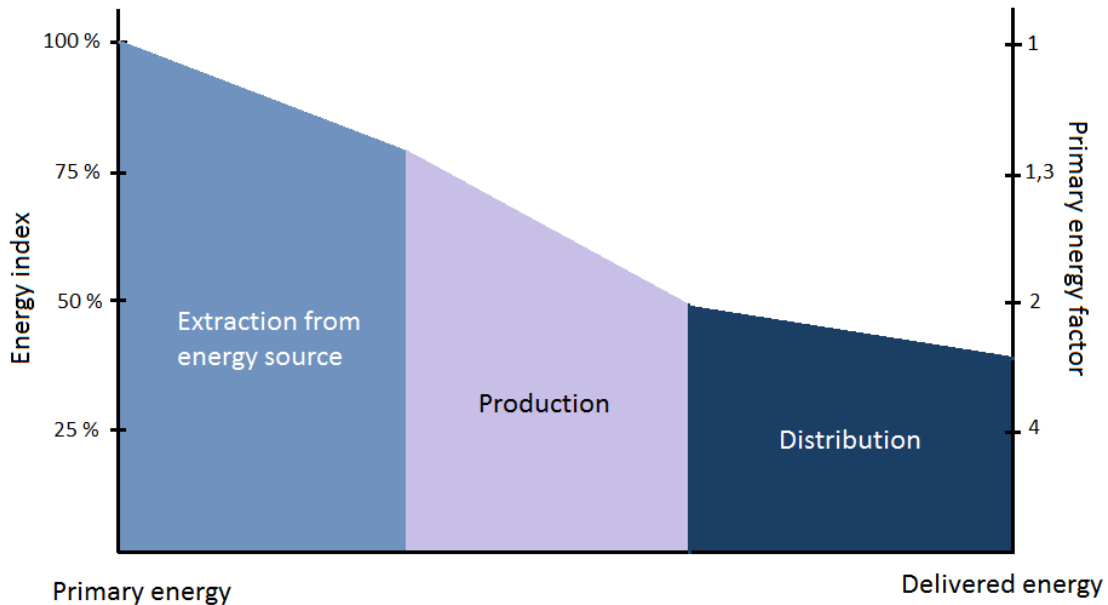 100 %
75 %
50 %
25 %
Energy index
Extraction from
energy source
Production
Distribution
1
1,3
2
4
Primary energy factor
Primary energy
Delivered energy